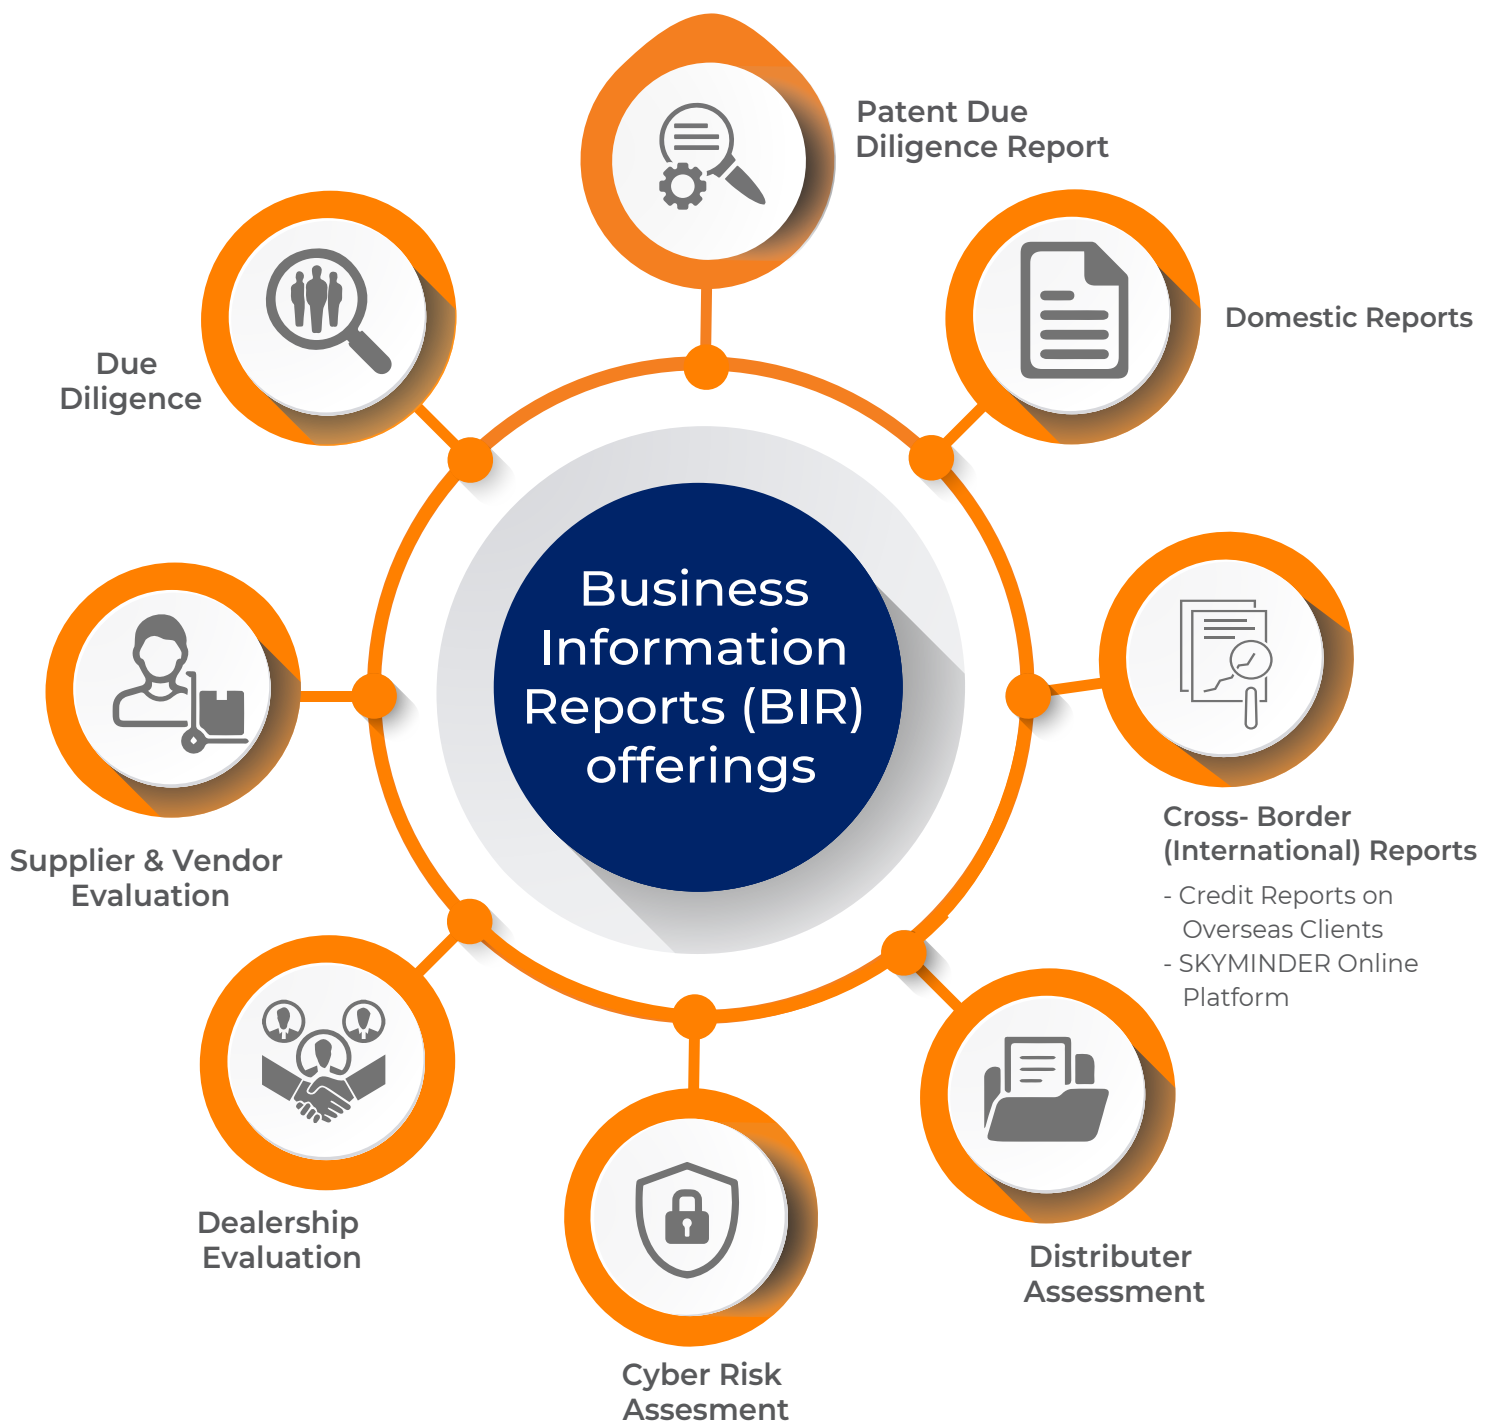 Patent Due
Diligence Report
Domestic Reports
Due
Diligence
Business
Information
Reports (BIR)
offerings
Cross- Border
(International) Reports
- Credit Reports on
Overseas Clients
- SKYMINDER Online
Platform
Supplier & Vendor
Evaluation
Dealership
Evaluation
Distributer
Assessment
Cyber Risk
Assesment